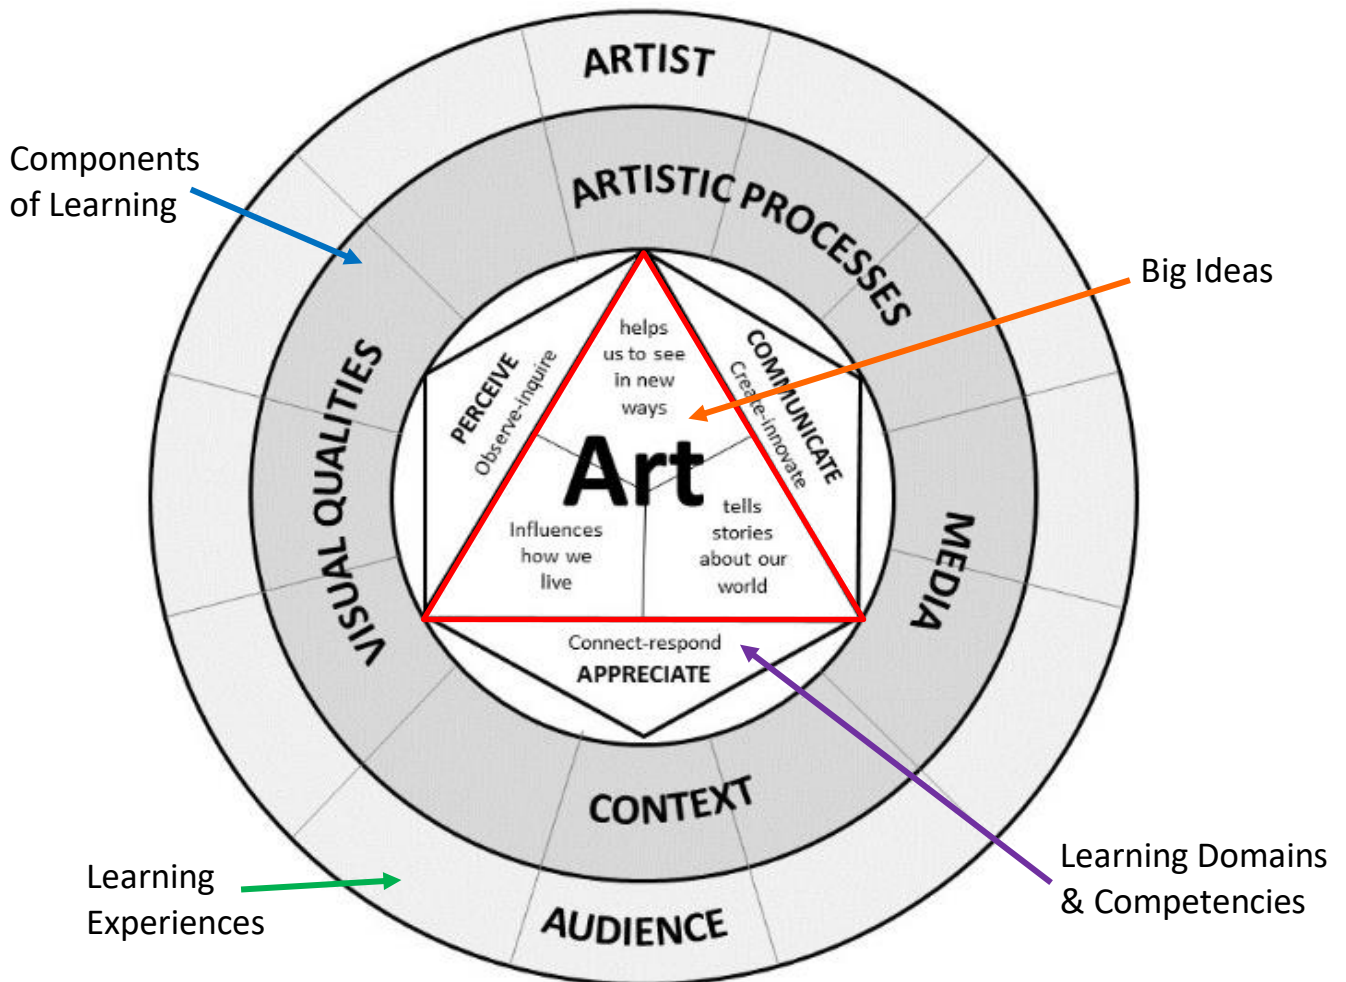 ARTIST
ARTISTIC PROCESSES
Components
of Learning
Big Ideas
helps
us to see
in new
ways
PERCEIVE
Observe-inquire
COMMUNICATE
Create-innovate
Art
VISUAL QUALITIES
MEDIA
Influences
how we
live
tells
stories
about our
world
Connect-respond
APPRECIATE
CONTEXT
Learning
Experiences
Learning Domains
& Competencies
AUDIENCE